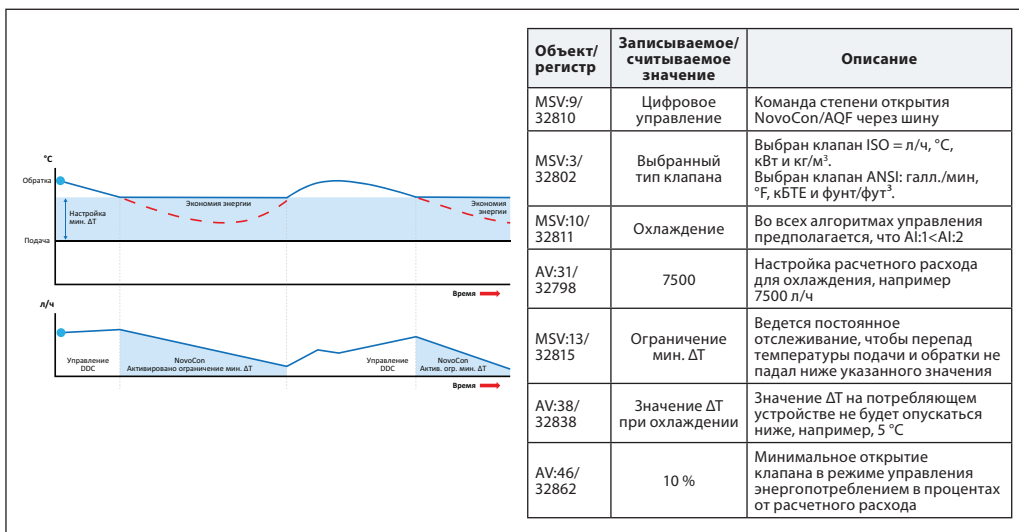 °C
Обратка
Настройка
мин. ΔT
Экономия энергии
Экономия
энергии
Подача
Время
л/ч
Управление
DDC
NovoCon
Активировано ограничение мин. ΔT
Управление
DDC
NovoCon
Актив. огр. мин. ΔT
Время
Объект/
регистр
Записываемое/
считываемое
значение
Описание
MSV:9/
32810
Цифровое
управление
Команда степени открытия
NovoCon/AQF через шину
MSV:3/
32802
Выбранный
тип клапана
Выбран клапан ISO = л/ч, °C,
кВт и кг/м³.
Выбран клапан ANSI: галл./мин,
°F, кБТЕ и фунт/фут³.
MSV:10/
32811
Охлаждение
Во всех алгоритмах управления
предполагается, что AI:1<AI:2
AV:31/
32798
7500
Настройка расчетного расхода
для охлаждения, например
7500 л/ч
MSV:13/
32815
Ограничение
мин. ΔT
Ведется постоянное
отслеживание, чтобы перепад
температуры подачи и обратки не
падал ниже указанного значения
AV:38/
32838
Значение ΔT
при охлаждении
Значение ΔT на потребляющем
устройстве не будет опускаться
ниже, например, 5 °C
AV:46/
32862
10 %
Минимальное открытие
клапана в режиме управления
энергопотреблением в процентах
от расчетного расхода